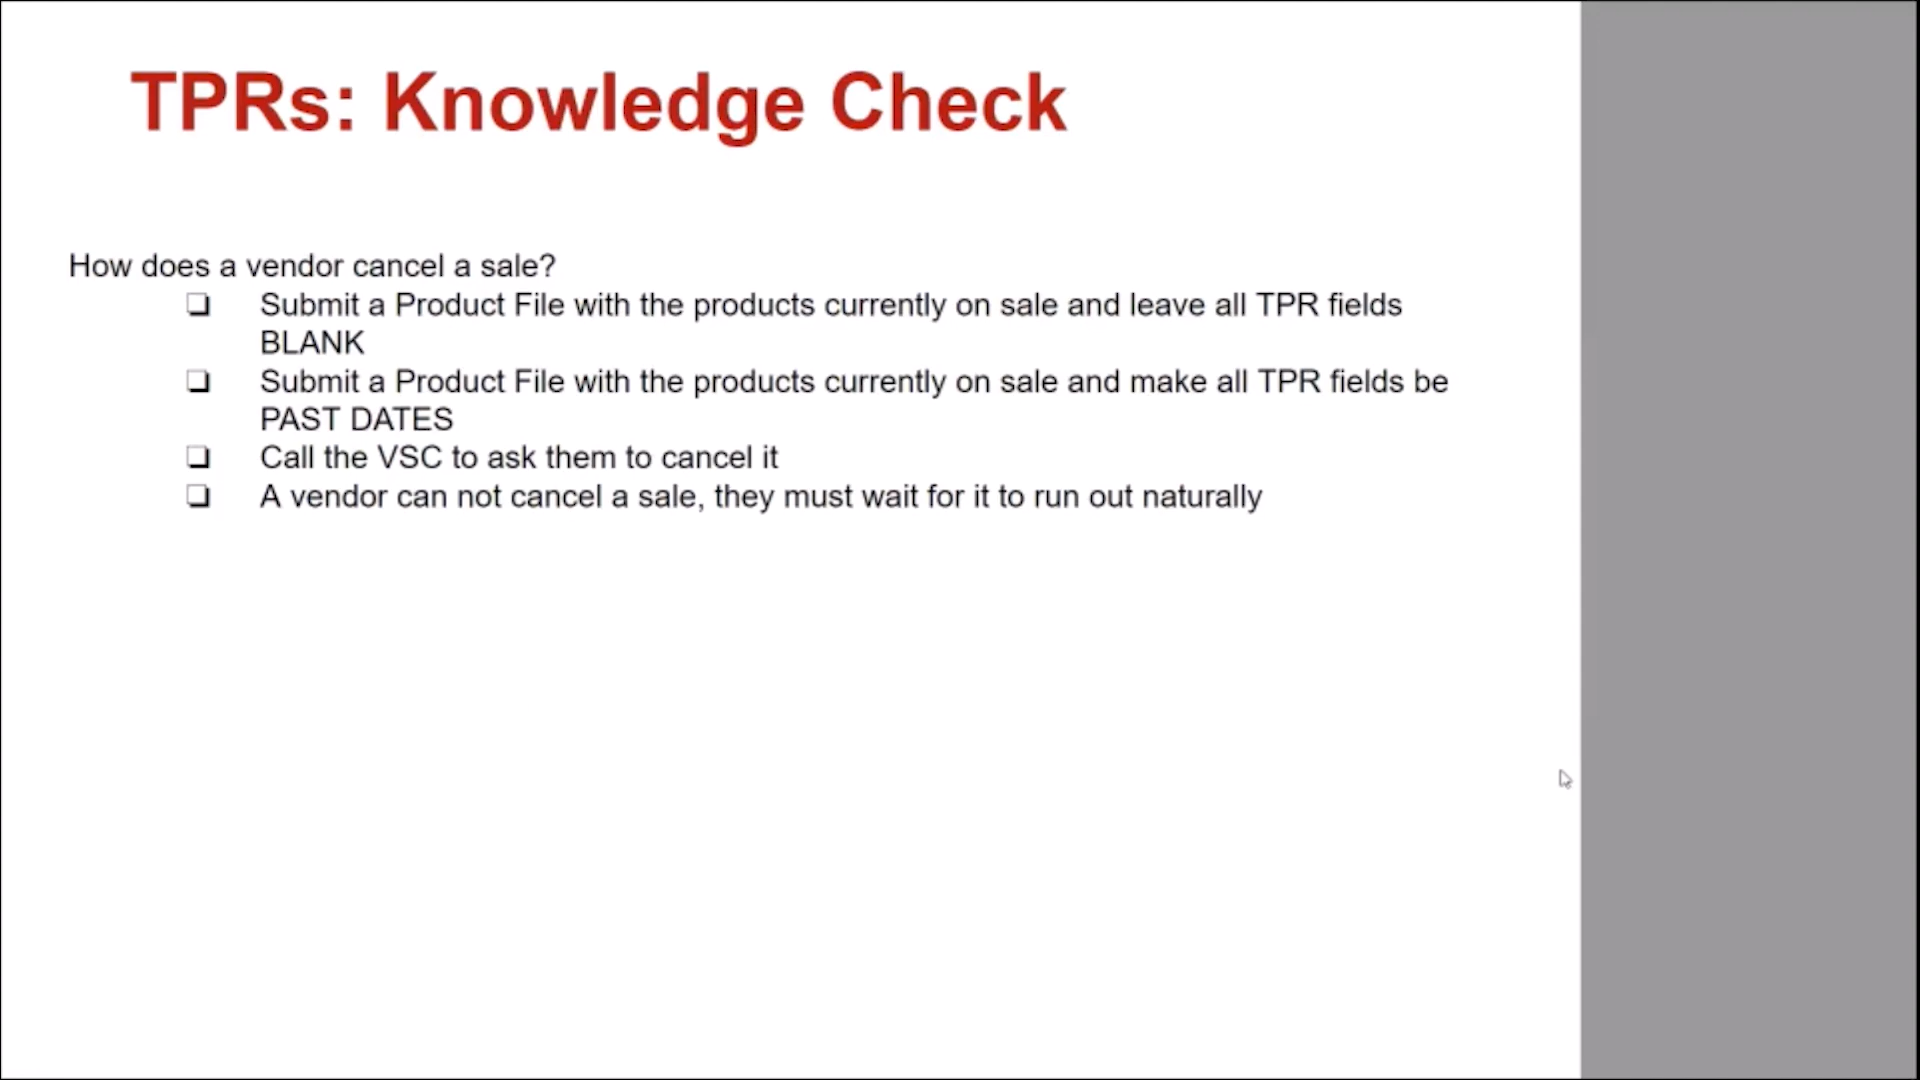 TPRs: Knowledge Check
How does a vendor cancel a sale?
❏ Submit a Product File with the products currently on sale and leave all TPR fields
BLANK
❏ Submit a Product File with the products currently on sale and make all TPR fields be
PAST DATES
❏ Call the VSC to ask them to cancel it
❏ A vendor can not cancel a sale, they must wait for it to run out naturally